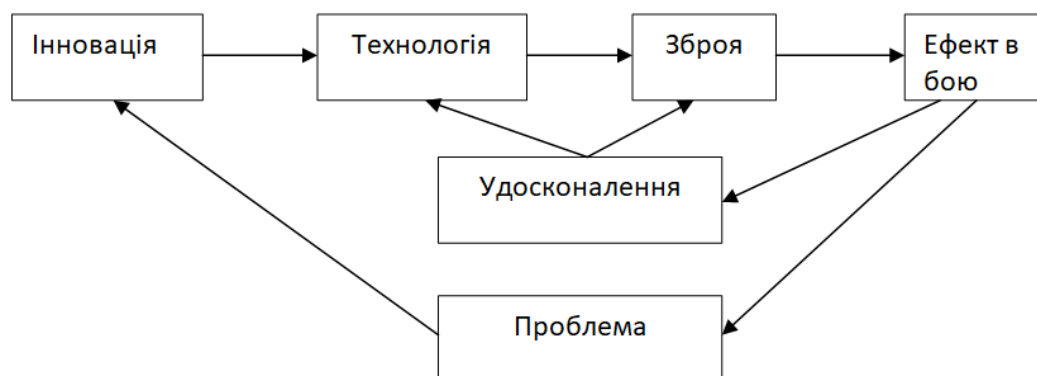 Інновація
Технологія
Зброя
Ефект в
бою
Удосконалення
Проблема